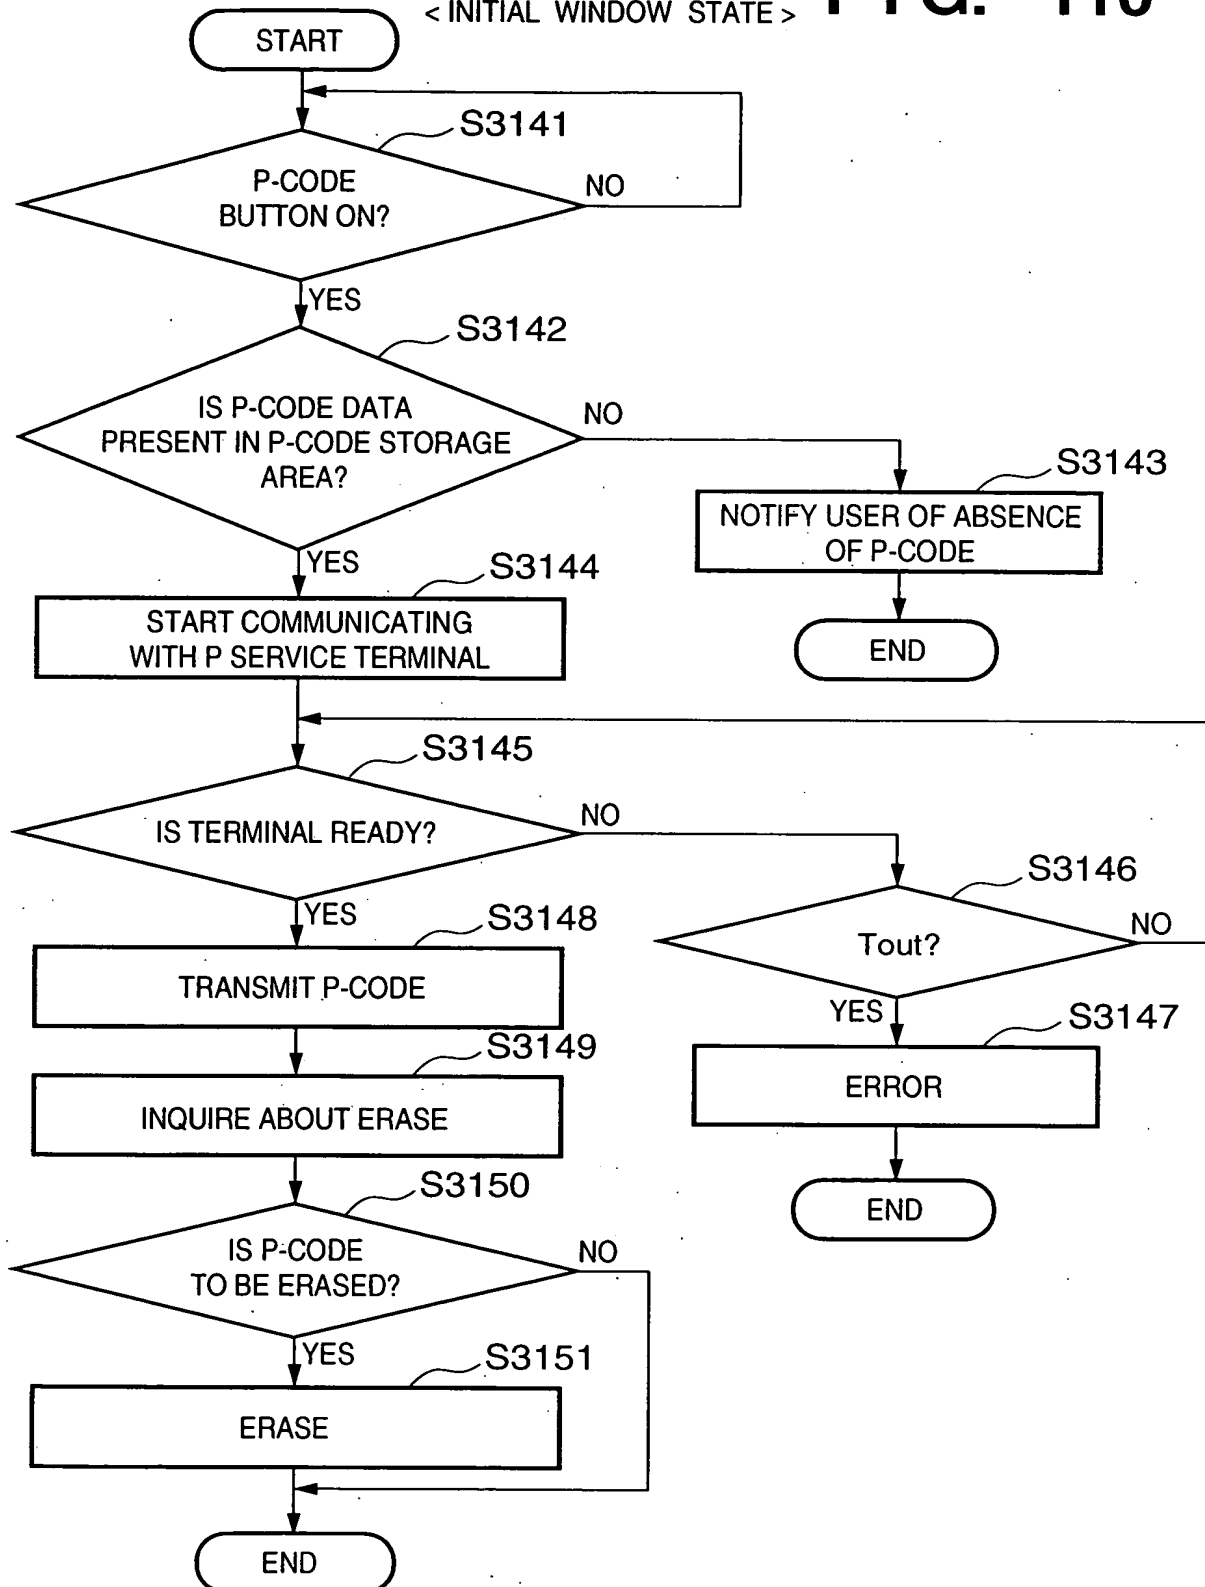 < INITIAL WINDOW STATE >
START
S3141
P-CODE
BUTTON ON?
NO
YES
S3142
IS P-CODE DATA
PRESENT IN P-CODE STORAGE
AREA?
NO
S3143
NOTIFY USER OF ABSENCE
OF P-CODE
END
YES
S3144
START COMMUNICATING
WITH P SERVICE TERMINAL
S3145
IS TERMINAL READY?
NO
S3146
Tout?
NO
YES
S3147
ERROR
END
YES
S3148
TRANSMIT P-CODE
S3149
INQUIRE ABOUT ERASE
S3150
IS P-CODE
TO BE ERASED?
NO
YES
S3151
ERASE
END